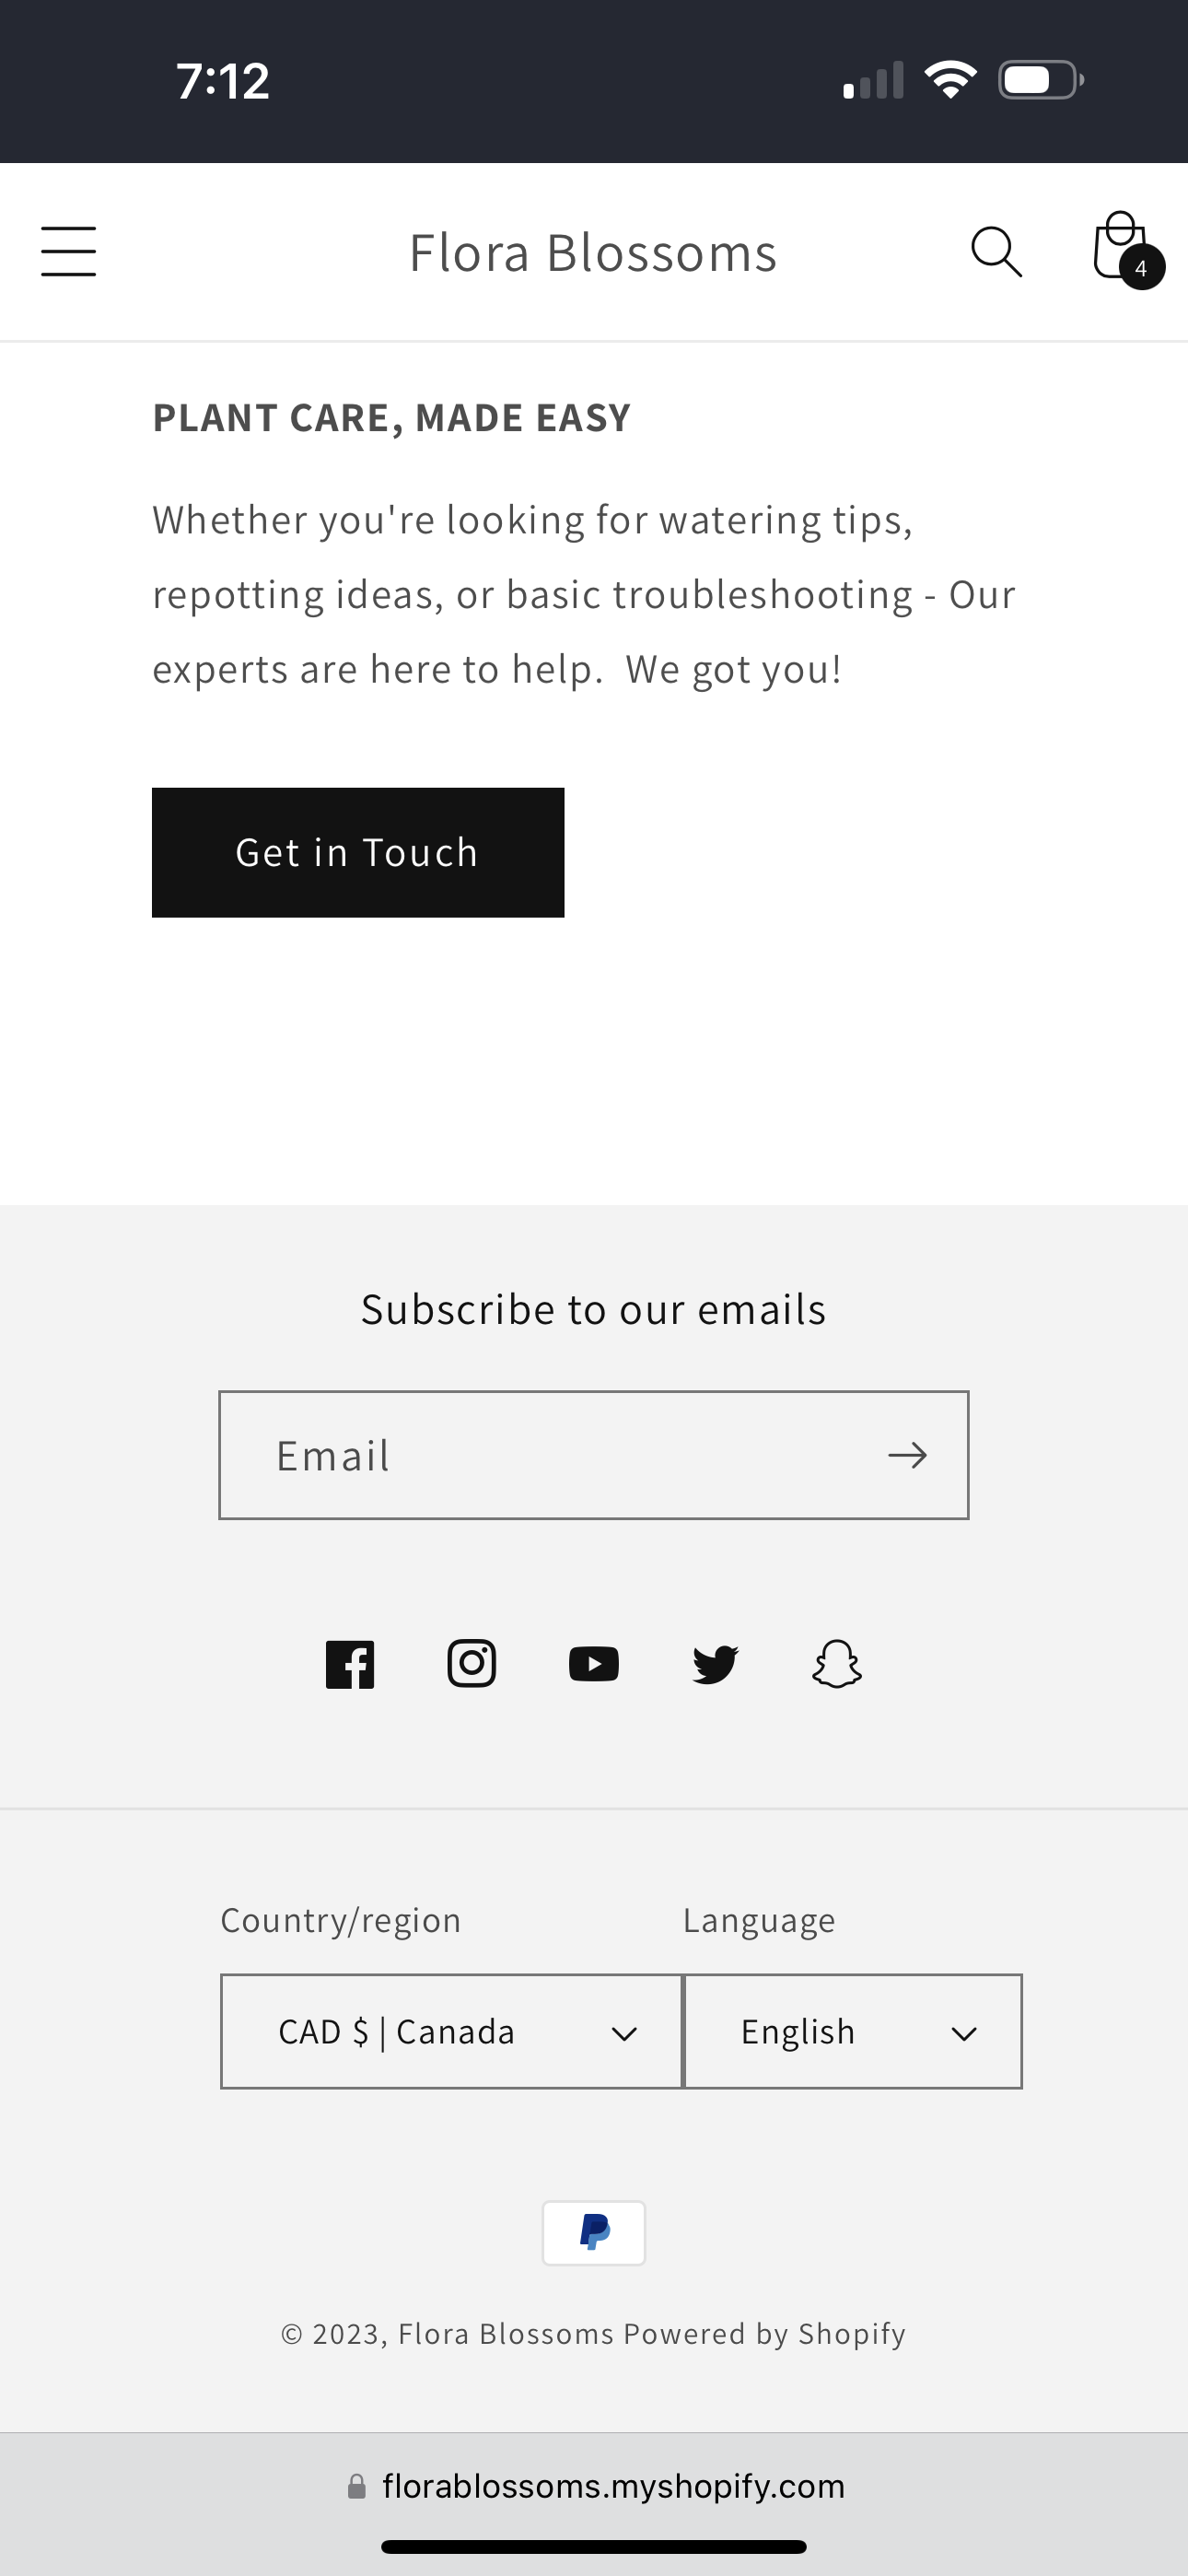 7:12
Flora Blossoms
4
PLANT CARE, MADE EASY
Whether you're looking for watering tips,
repotting ideas, or basic troubleshooting - Our
experts are here to help.  We got you!
Get in Touch
Subscribe to our emails
Email
Country/region
Language
CAD $ | Canada
English
© 2023, Flora Blossoms Powered by Shopify
florablossoms.myshopify.com